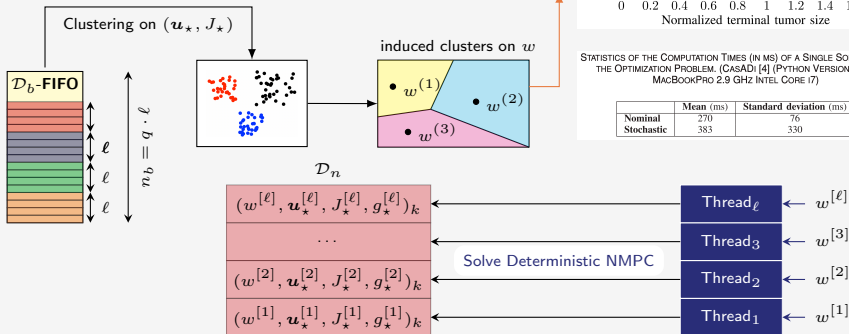 0 0.2 0.4 0.6 0.8 1 1.2 1.4 1
Normalized terminal tumor size
Clustering on (𝒖⋆, J⋆)
induced clusters on w
STATISTICS OF THE COMPUTATION TIMES (IN MS) OF A SINGLE SO
THE OPTIMIZATION PROBLEM. (CASADI [4] (PYTHON VERSION
MACBOOKPRO 2.9 GHZ INTEL CORE I7)
𝒟_b-FIFO
w^(1)
w^(2)
w^(3)
Mean (ms) Standard deviation (ms)
Nominal 270 76
Stochastic 383 330
ℓ
ℓ
ℓ
n_b = b · ℓ
𝒟_n
(w^[ℓ], 𝒖⋆^[ℓ], J⋆^[ℓ], g⋆^[ℓ])_k
Thread_ℓ
w^[ℓ]
...
Thread_3
w^[3]
Solve Deterministic NMPC
(w^[2], 𝒖⋆^[2], J⋆^[2], g⋆^[2])_k
Thread_2
w^[2]
(w^[1], 𝒖⋆^[1], J⋆^[1], g⋆^[1])_k
Thread_1
w^[1]